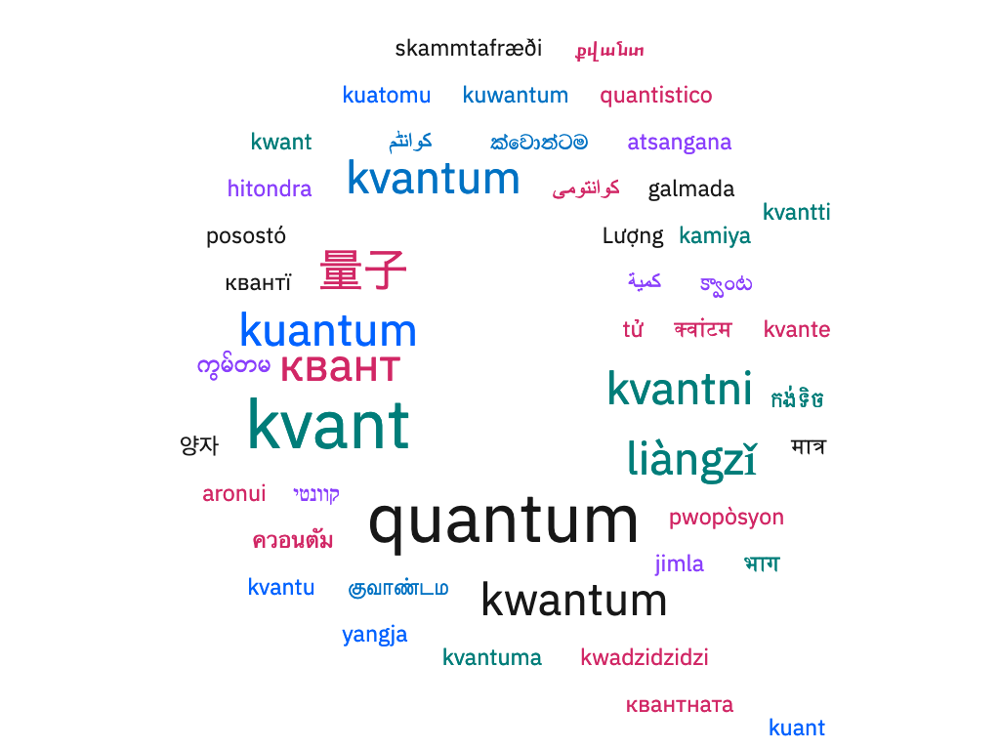 skammtafræði քվանտ
kuatomu kuwantum quantistico
kwant کوانٹم ක්වොන්ටම atsangana
kvantum
hitondra کوانتومی galmada
kvantti
posostó Lượng kamiya
量子
квантї كمية క్వాంటం
kuantum tử क्वांटम kvante
ကွမ်တမ квант
kvantni កង់ទិច
kvant
양자 liàngzǐ मात्र
aronui קוונטי
quantum pwopòsyon
ควอนตัม
jimla भाग
kvantu குவாண்டம kwantum
yangja
kvantuma kwadzidzidzi
квантната
kuant